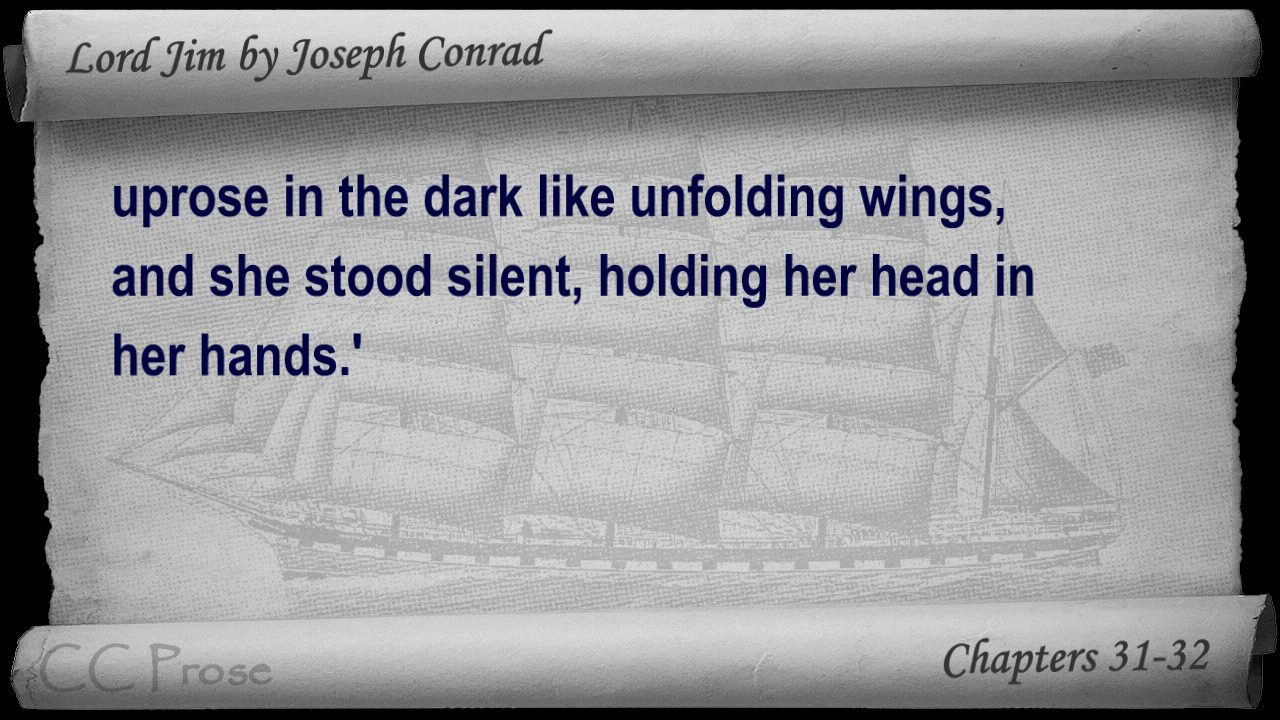 Lord Jim by Joseph Conrad
uprose in the dark like unfolding wings,
and she stood silent, holding her head in
her hands.'
CC Prose
Chapters 31-32